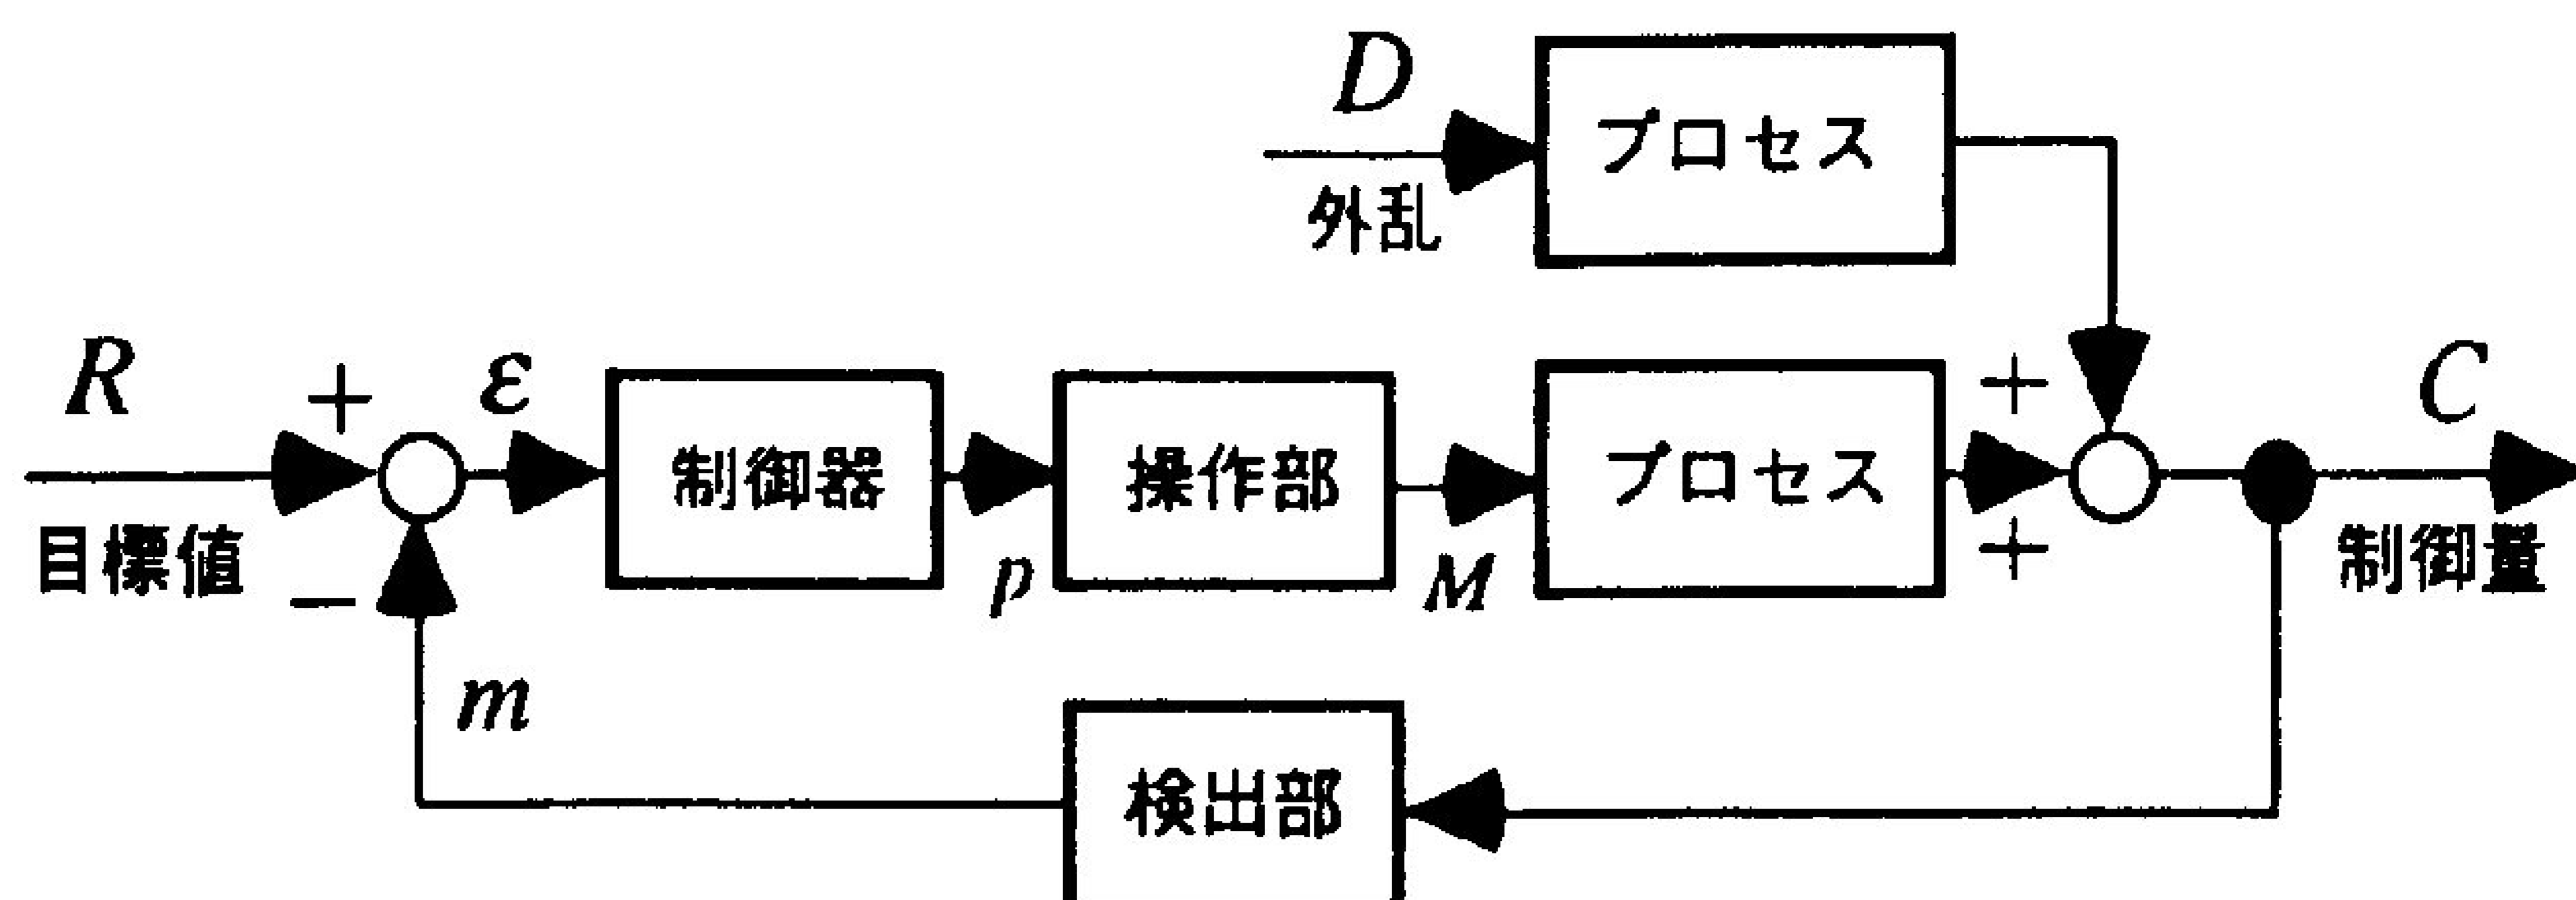 D
プロセス
外乱
R
+
ε
制御器
操作部
プロセス
+
C
目標値
−
p
M
+
制御量
m
検出部